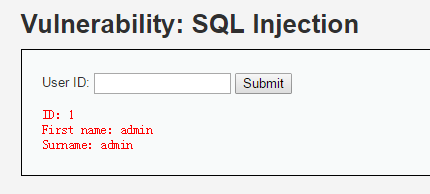 Vulnerability: SQL Injection
User ID: Submit
ID: 1
First name: admin
Surname: admin